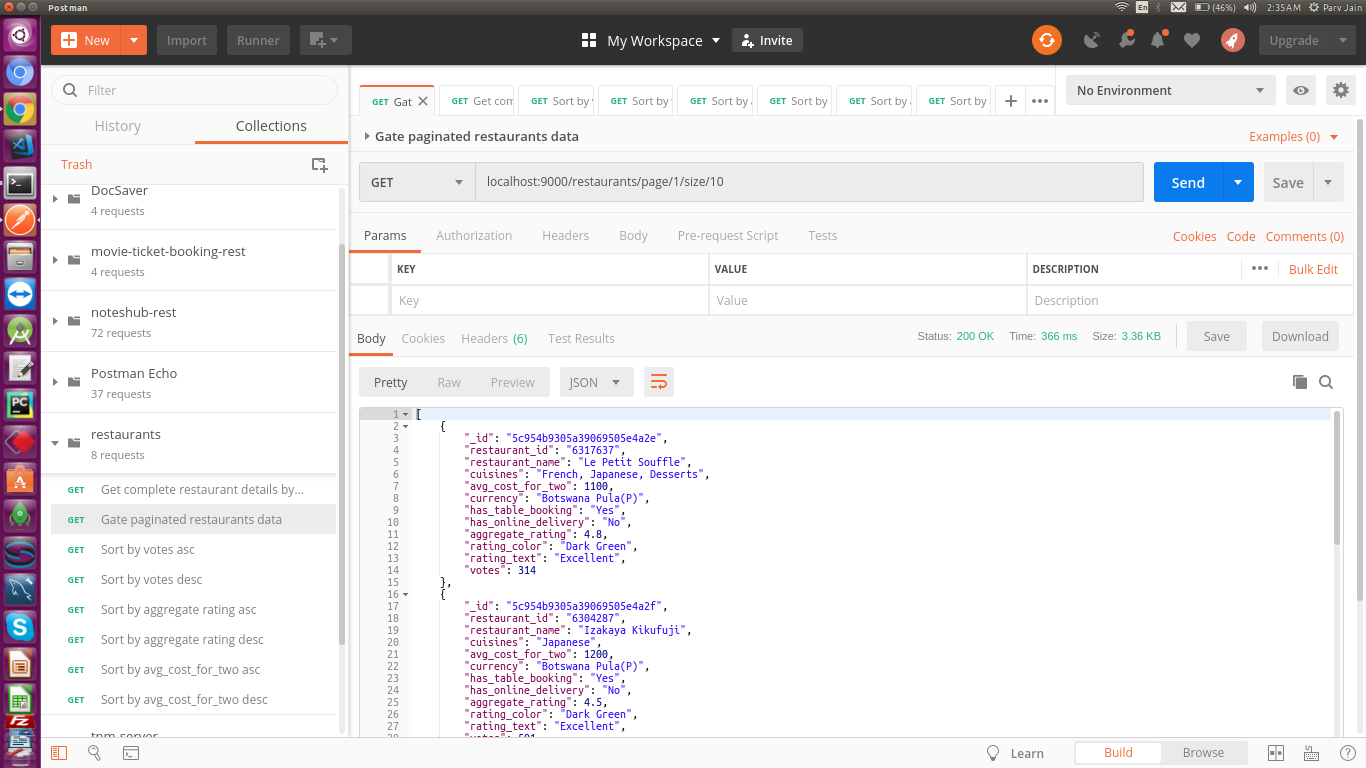 Postman
En (46%) 2:35AM Parv Jain
New Import Runner My Workspace Invite Upgrade
Filter
History Collections
Trash
DocSaver
4 requests
movie-ticket-booking-rest
4 requests
noteshub-rest
72 requests
Postman Echo
37 requests
restaurants
8 requests
GET Get complete restaurant details by...
GET Gate paginated restaurants data
GET Sort by votes asc
GET Sort by votes desc
GET Sort by aggregate rating asc
GET Sort by aggregate rating desc
GET Sort by avg_cost_for_two asc
GET Sort by avg_cost_for_two desc
GET Gat GET Get com GET Sort by GET Sort by GET Sort by GET Sort by GET Sort by GET Sort by
No Environment
Gate paginated restaurants data Examples (0)
GET localhost:9000/restaurants/page/1/size/10 Send Save
Params Authorization Headers Body Pre-request Script Tests Cookies Code Comments (0)
KEY VALUE DESCRIPTION Bulk Edit
Key Value Description
Body Cookies Headers (6) Test Results Status: 200 OK Time: 366 ms Size: 3.36 KB Save Download
Pretty Raw Preview JSON
1 [
2 {
3 "_id": "5c954b9305a39069505e4a2e",
4 "restaurant_id": "6317637",
5 "restaurant_name": "Le Petit Souffle",
6 "cuisines": "French, Japanese, Desserts",
7 "avg_cost_for_two": 1100,
8 "currency": "Botswana Pula(P)",
9 "has_table_booking": "Yes",
10 "has_online_delivery": "No",
11 "aggregate_rating": 4.8,
12 "rating_color": "Dark Green",
13 "rating_text": "Excellent",
14 "votes": 314
15 },
16 {
17 "_id": "5c954b9305a39069505e4a2f",
18 "restaurant_id": "6304287",
19 "restaurant_name": "Izakaya Kikufuji",
20 "cuisines": "Japanese",
21 "avg_cost_for_two": 1200,
22 "currency": "Botswana Pula(P)",
23 "has_table_booking": "Yes",
24 "has_online_delivery": "No",
25 "aggregate_rating": 4.5,
26 "rating_color": "Dark Green",
27 "rating_text": "Excellent",
Learn Build Browse